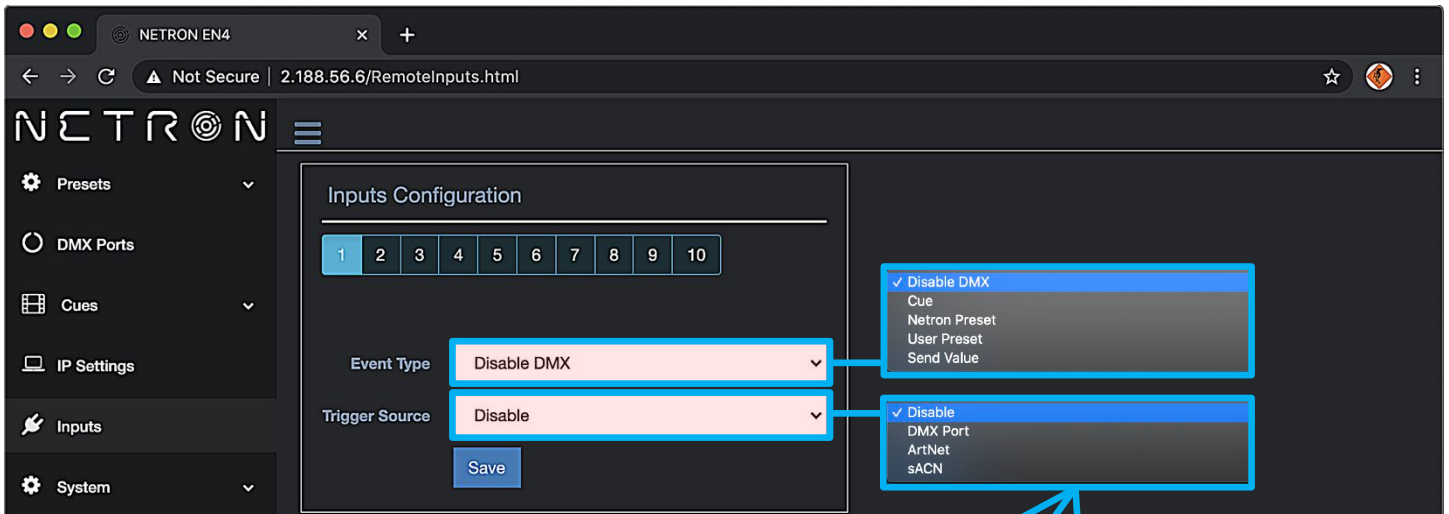 NETRON EN4
Not Secure | 2.188.56.6/RemoteInputs.html
NETRON
Presets
DMX Ports
Cues
IP Settings
Inputs
System
Inputs Configuration
1 2 3 4 5 6 7 8 9 10
Event Type Disable DMX
Trigger Source Disable
Save
✓ Disable DMX
Cue
Netron Preset
User Preset
Send Value
✓ Disable
DMX Port
ArtNet
sACN